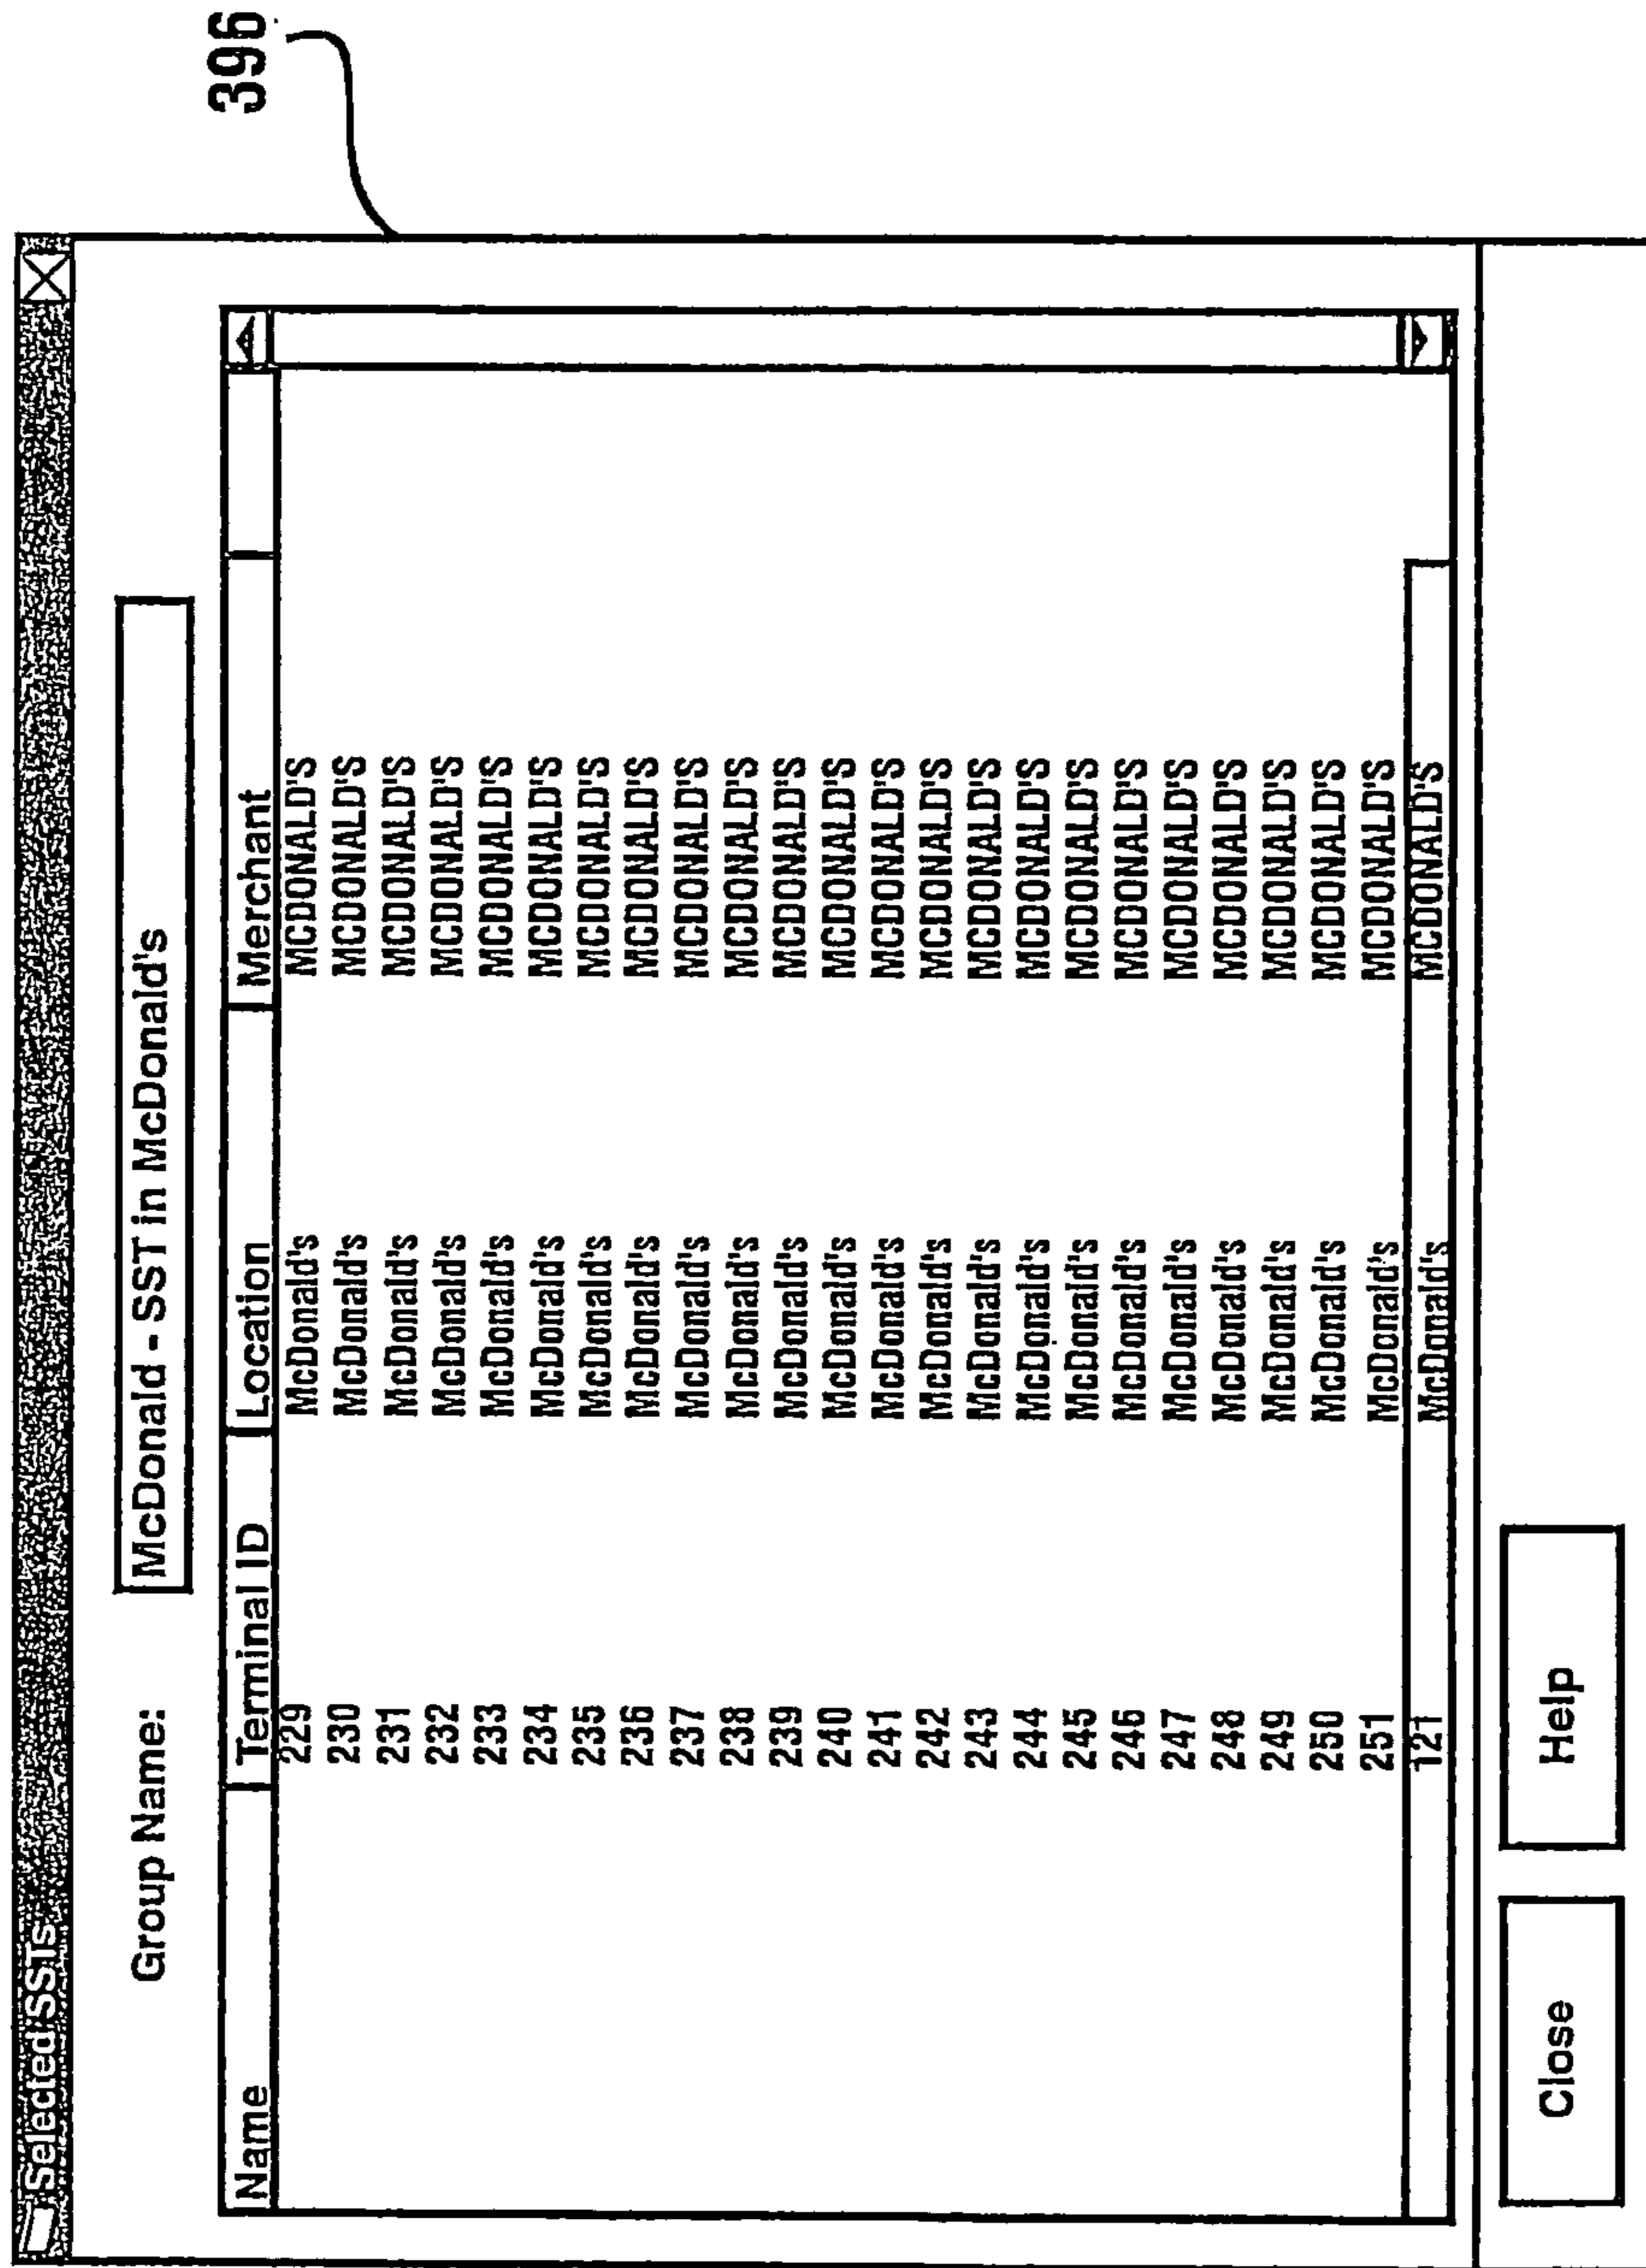 396
Selected SSTs
Group Name: McDonald - SST in McDonald's
Name Terminal ID Location Merchant
229 McDonald's MCDONALD'S
230 McDonald's MCDONALD'S
231 McDonald's MCDONALD'S
232 McDonald's MCDONALD'S
233 McDonald's MCDONALD'S
234 McDonald's MCDONALD'S
235 McDonald's MCDONALD'S
236 McDonald's MCDONALD'S
237 McDonald's MCDONALD'S
238 McDonald's MCDONALD'S
239 McDonald's MCDONALD'S
240 McDonald's MCDONALD'S
241 McDonald's MCDONALD'S
242 McDonald's MCDONALD'S
243 McDonald's MCDONALD'S
244 McDonald's MCDONALD'S
245 McDonald's MCDONALD'S
246 McDonald's MCDONALD'S
247 McDonald's MCDONALD'S
248 McDonald's MCDONALD'S
249 McDonald's MCDONALD'S
250 McDonald's MCDONALD'S
251 McDonald's MCDONALD'S
121 McDonald's MCDONALD'S
Close Help